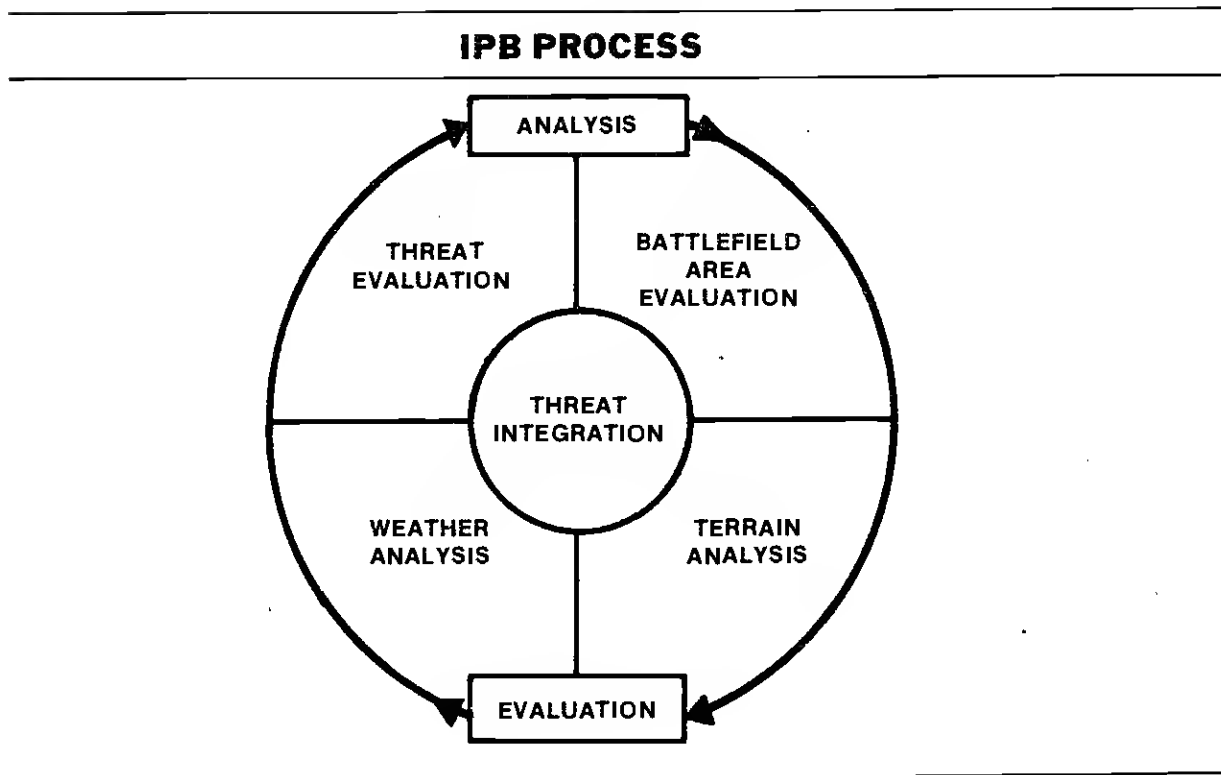 IPB PROCESS
ANALYSIS
THREAT
EVALUATION
BATTLEFIELD
AREA
EVALUATION
THREAT
INTEGRATION
WEATHER
ANALYSIS
TERRAIN
ANALYSIS
EVALUATION